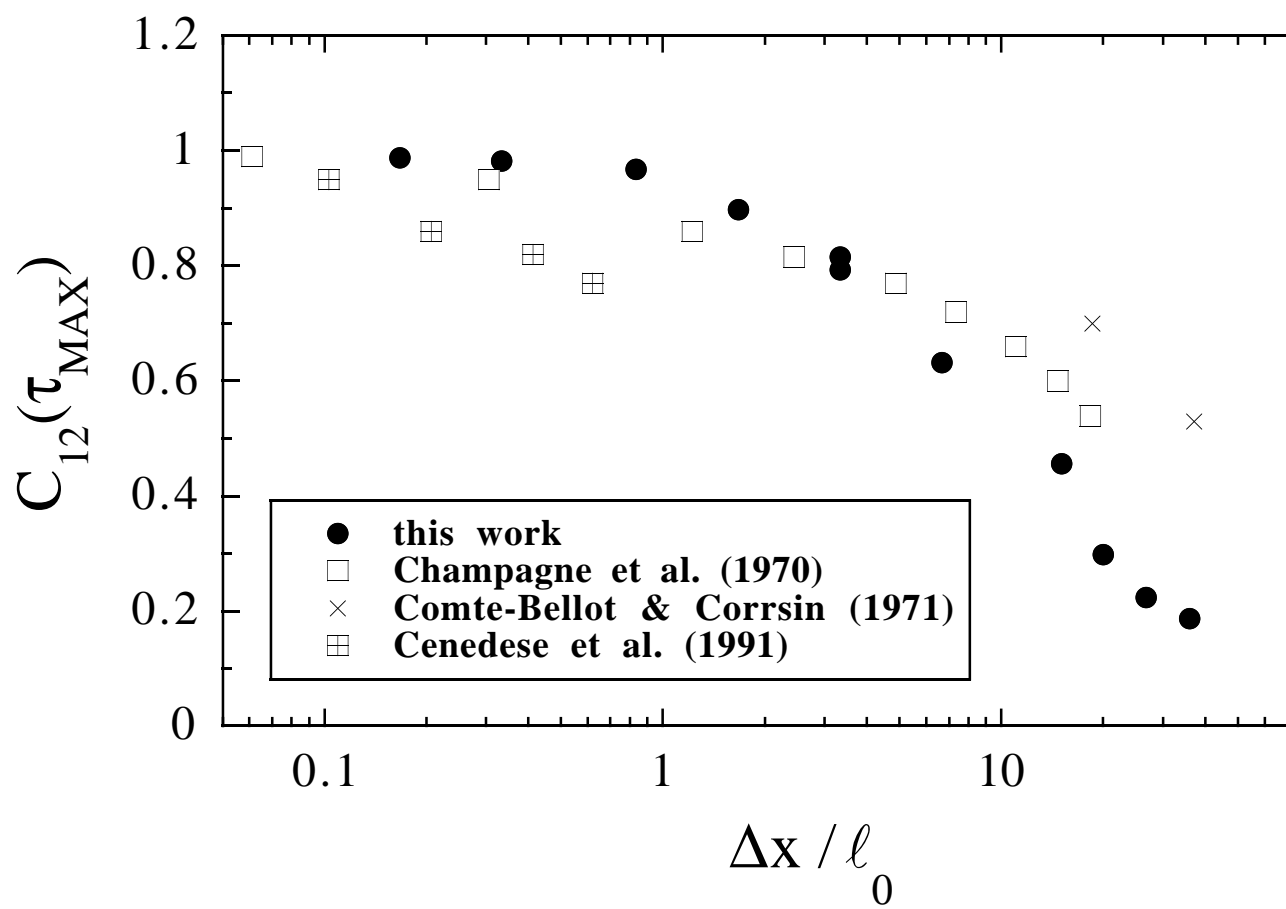 1.2
1
0.8
0.6
0.4
0.2
0
C₁₂(τ_MAX)
this work
Champagne et al. (1970)
Comte-Bellot & Corrsin (1971)
Cenedese et al. (1991)
0.1 1 10
Δx / ℓ₀